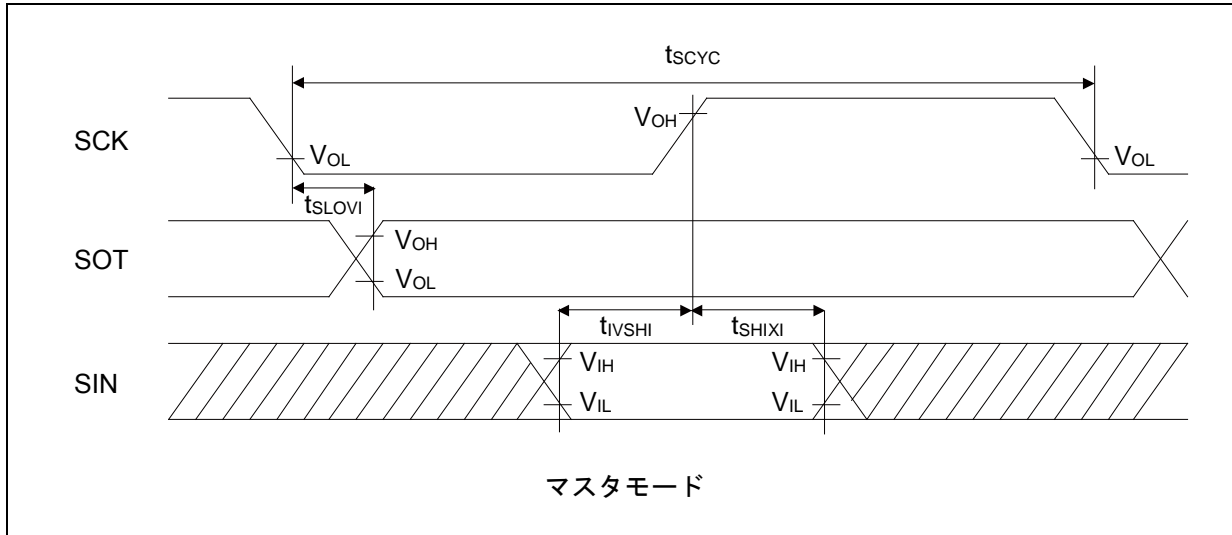 tSCYC
SCK
VOL
VOH
VOL
tSLOVI
SOT
VOH
VOL
tIVSHI
tSHIXI
SIN
VIH
VIL
VIH
VIL
マスタモード